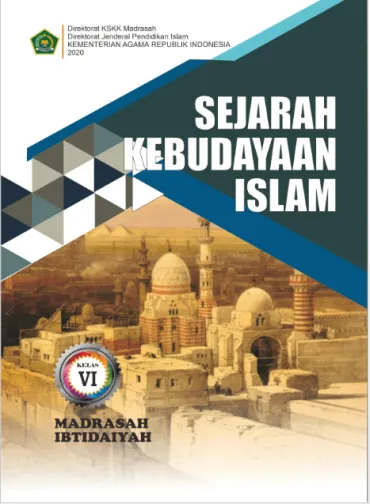 Direktorat KSKK Madrasah
Direktorat Jenderal Pendidikan Islam
KEMENTERIAN AGAMA REPUBLIK INDONESIA
2020
SEJARAH
KEBUDAYAAN
ISLAM
KELAS
VI
MADRASAH
IBTIDAIYAH